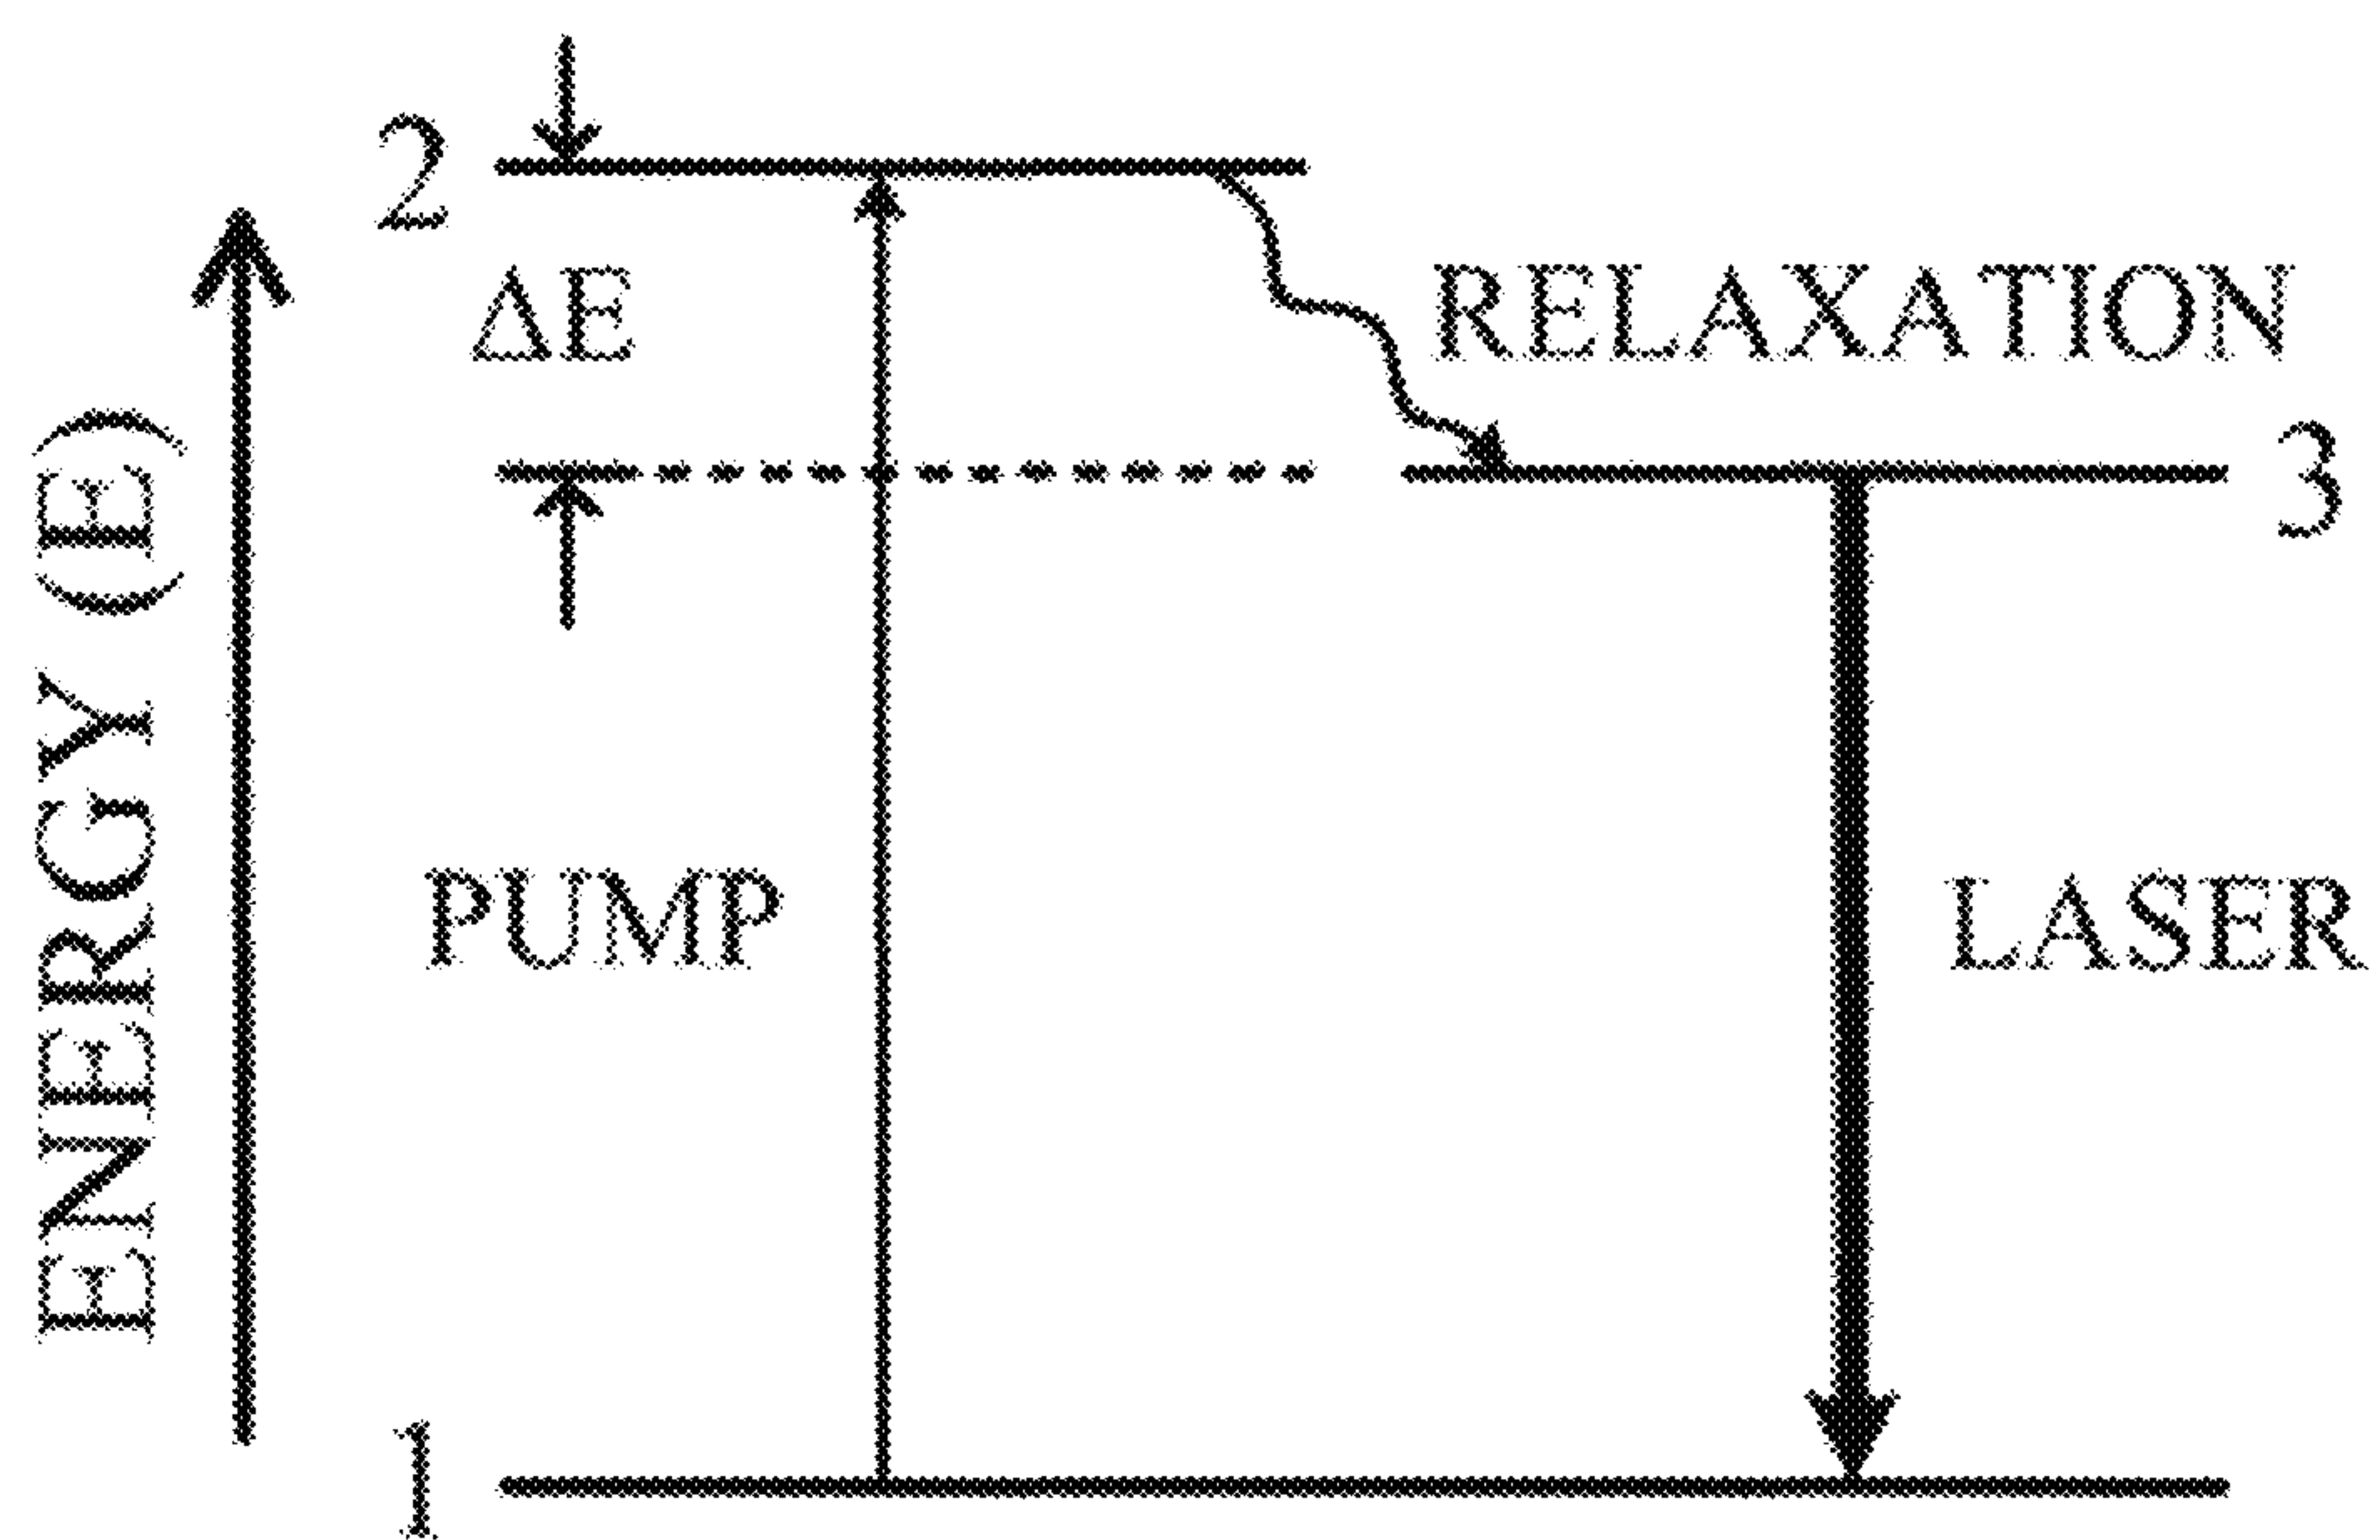 2
ΔE
RELAXATION
3
ENERGY (E)
PUMP
LASER
1